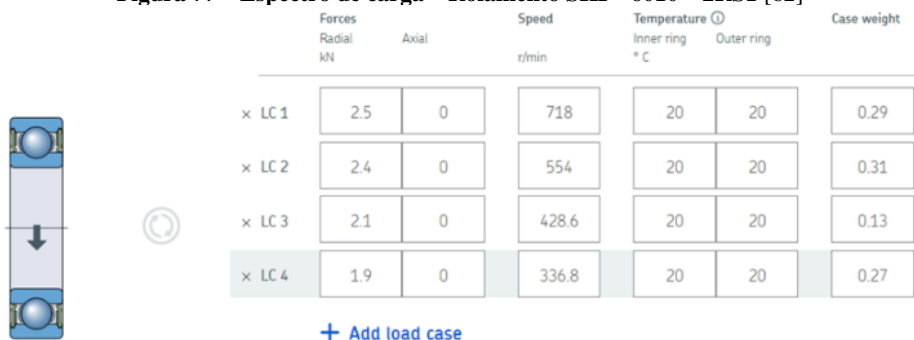 Forces Speed Temperature ⓘ Case weight
Radial Axial Inner ring Outer ring
kN r/min ° C
× LC 1 2.5 0 718 20 20 0.29
× LC 2 2.4 0 554 20 20 0.31
× LC 3 2.1 0 428.6 20 20 0.13
× LC 4 1.9 0 336.8 20 20 0.27
+ Add load case